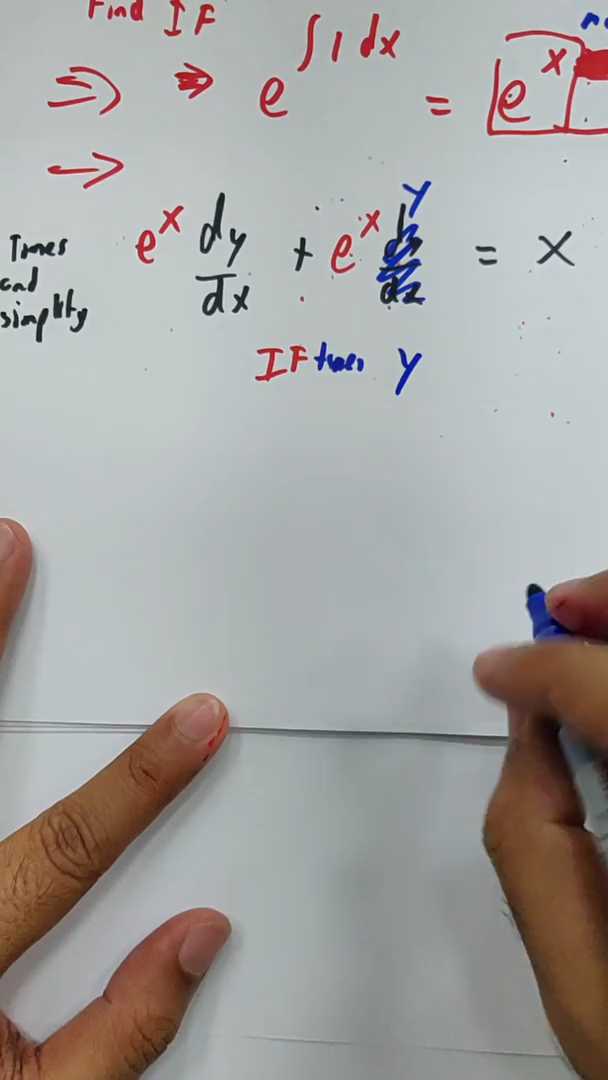 Find IF
⇒ ⇒ e^∫1 dx = e^x
→
e^x dy/dx + e^x y = x
Times
and
simplify
IF times y